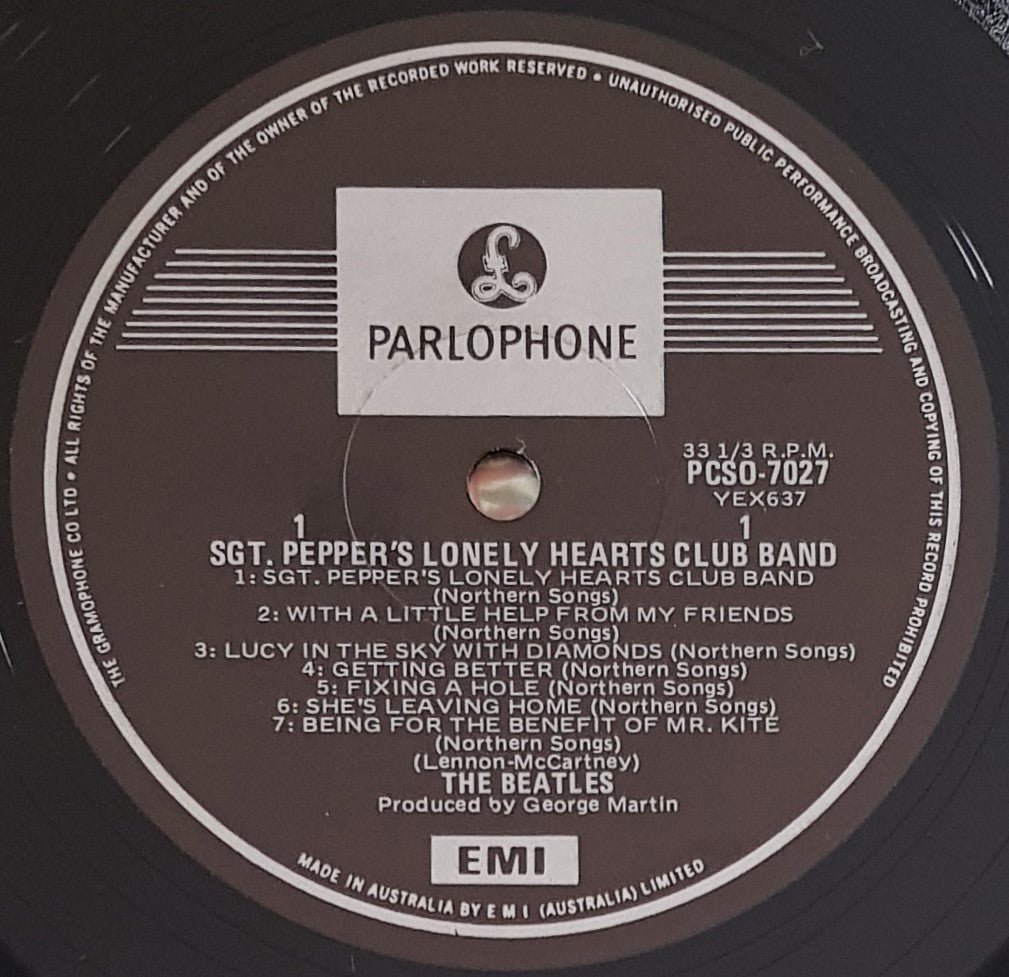 THE GRAMOPHONE CO LTD • ALL RIGHTS OF THE MANUFACTURER AND OF THE OWNER OF THE RECORDED WORK RESERVED • UNAUTHORISED PUBLIC PERFORMANCE BROADCASTING AND COPYING OF THIS RECORD PROHIBITED
£
PARLOPHONE
33 1/3 R.P.M.
PCSO-7027
YEX637
1 1
SGT. PEPPER'S LONELY HEARTS CLUB BAND
1: SGT. PEPPER'S LONELY HEARTS CLUB BAND
(Northern Songs)
2: WITH A LITTLE HELP FROM MY FRIENDS
(Northern Songs)
3: LUCY IN THE SKY WITH DIAMONDS (Northern Songs)
4: GETTING BETTER (Northern Songs)
5: FIXING A HOLE (Northern Songs)
6: SHE'S LEAVING HOME (Northern Songs)
7: BEING FOR THE BENEFIT OF MR. KITE
(Northern Songs)
(Lennon-McCartney)
THE BEATLES
Produced by George Martin
EMI
MADE IN AUSTRALIA BY E M I (AUSTRALIA) LIMITED